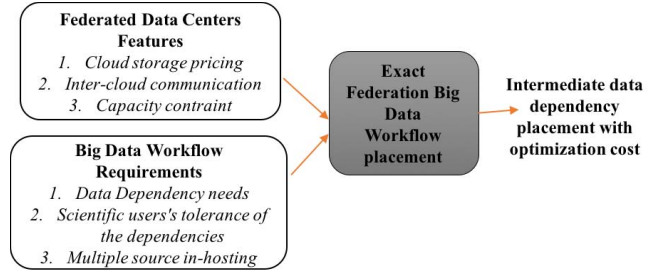 Federated Data Centers
Features
1. Cloud storage pricing
2. Inter-cloud communication
3. Capacity contraint
Big Data Workflow
Requirements
1. Data Dependency needs
2. Scientific users's tolerance of
the dependencies
3. Multiple source in-hosting
Exact
Federation Big
Data
Workflow
placement
Intermediate data
dependency
placement with
optimization cost